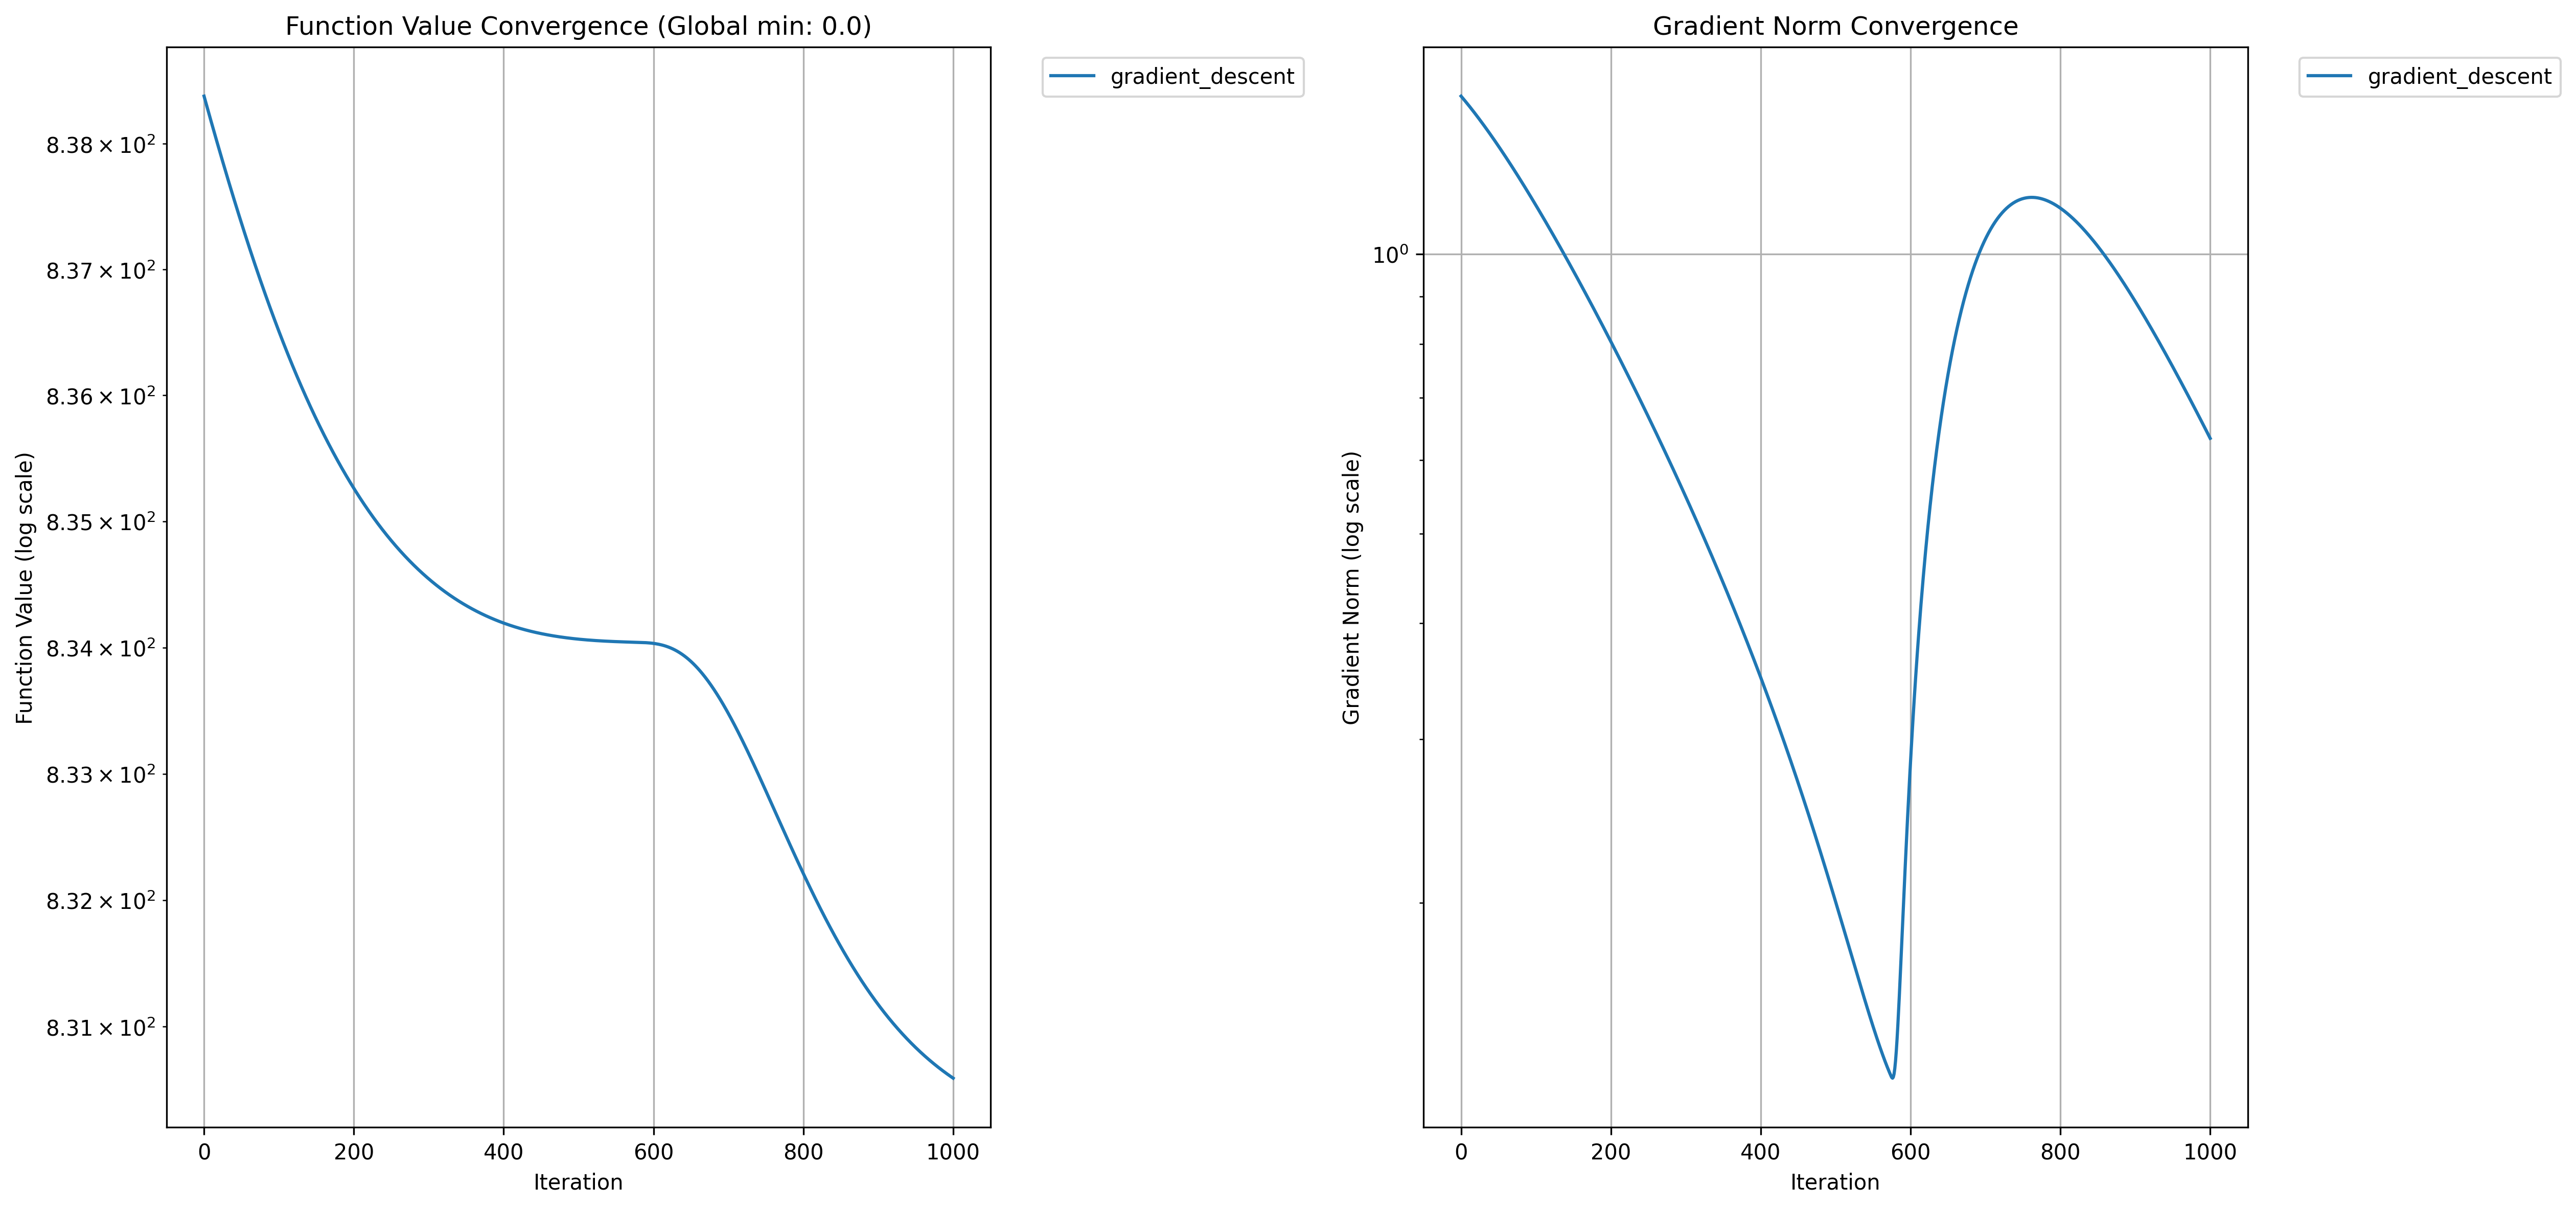 Function Value Convergence (Global min: 0.0)
gradient_descent
8.38 × 10²
8.37 × 10²
8.36 × 10²
8.35 × 10²
8.34 × 10²
8.33 × 10²
8.32 × 10²
8.31 × 10²
Function Value (log scale)
0 200 400 600 800 1000
Iteration
Gradient Norm Convergence
gradient_descent
10⁰
Gradient Norm (log scale)
0 200 400 600 800 1000
Iteration